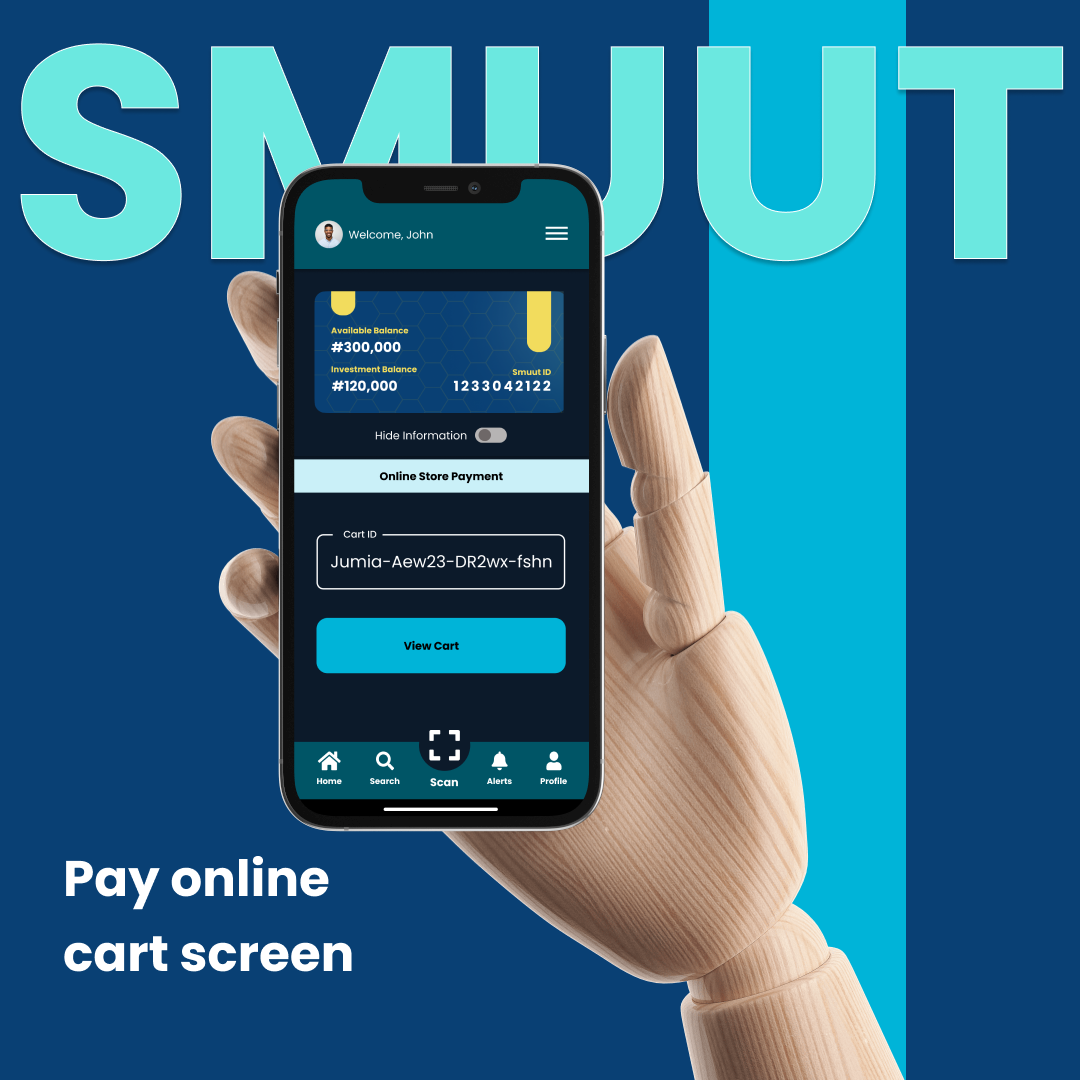 SMUUT
Welcome, John
Available Balance
#300,000
Investment Balance
#120,000
Smuut ID
1233042122
Hide Information
Online Store Payment
Cart ID
Jumia-Aew23-DR2wx-fshn
View Cart
Home
Search
Scan
Alerts
Profile
Pay online
cart screen